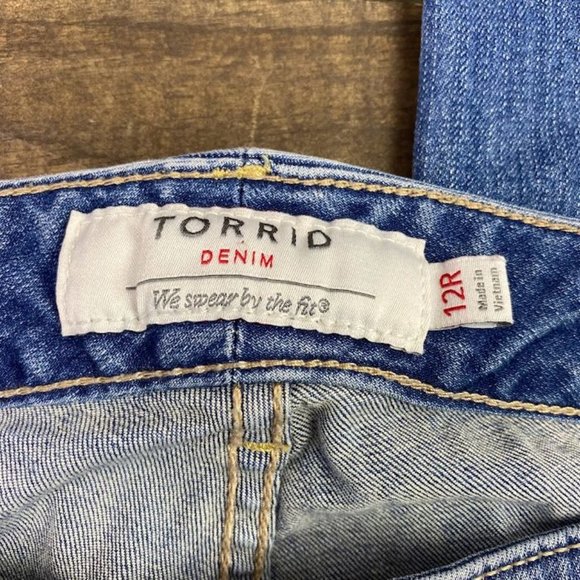 TORRID
DENIM
We swear by the fit®
12R
Made in
Vietnam